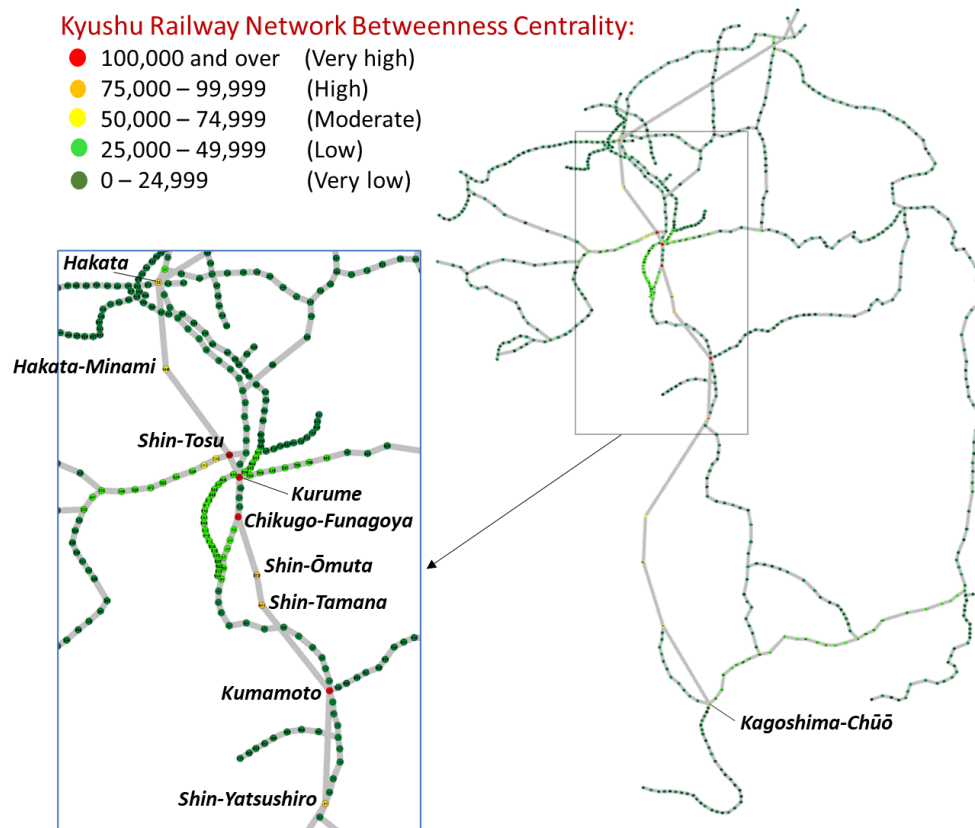 Kyushu Railway Network Betweenness Centrality:
100,000 and over (Very high)
75,000 – 99,999 (High)
50,000 – 74,999 (Moderate)
25,000 – 49,999 (Low)
0 – 24,999 (Very low)
Hakata
Hakata-Minami
Shin-Tosu
Kurume
Chikugo-Funagoya
Shin-Ōmuta
Shin-Tamana
Kumamoto
Shin-Yatsushiro
Kagoshima-Chūō